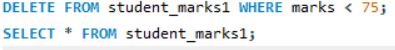 DELETE FROM student_marks1 WHERE marks < 75;
SELECT * FROM student_marks1;